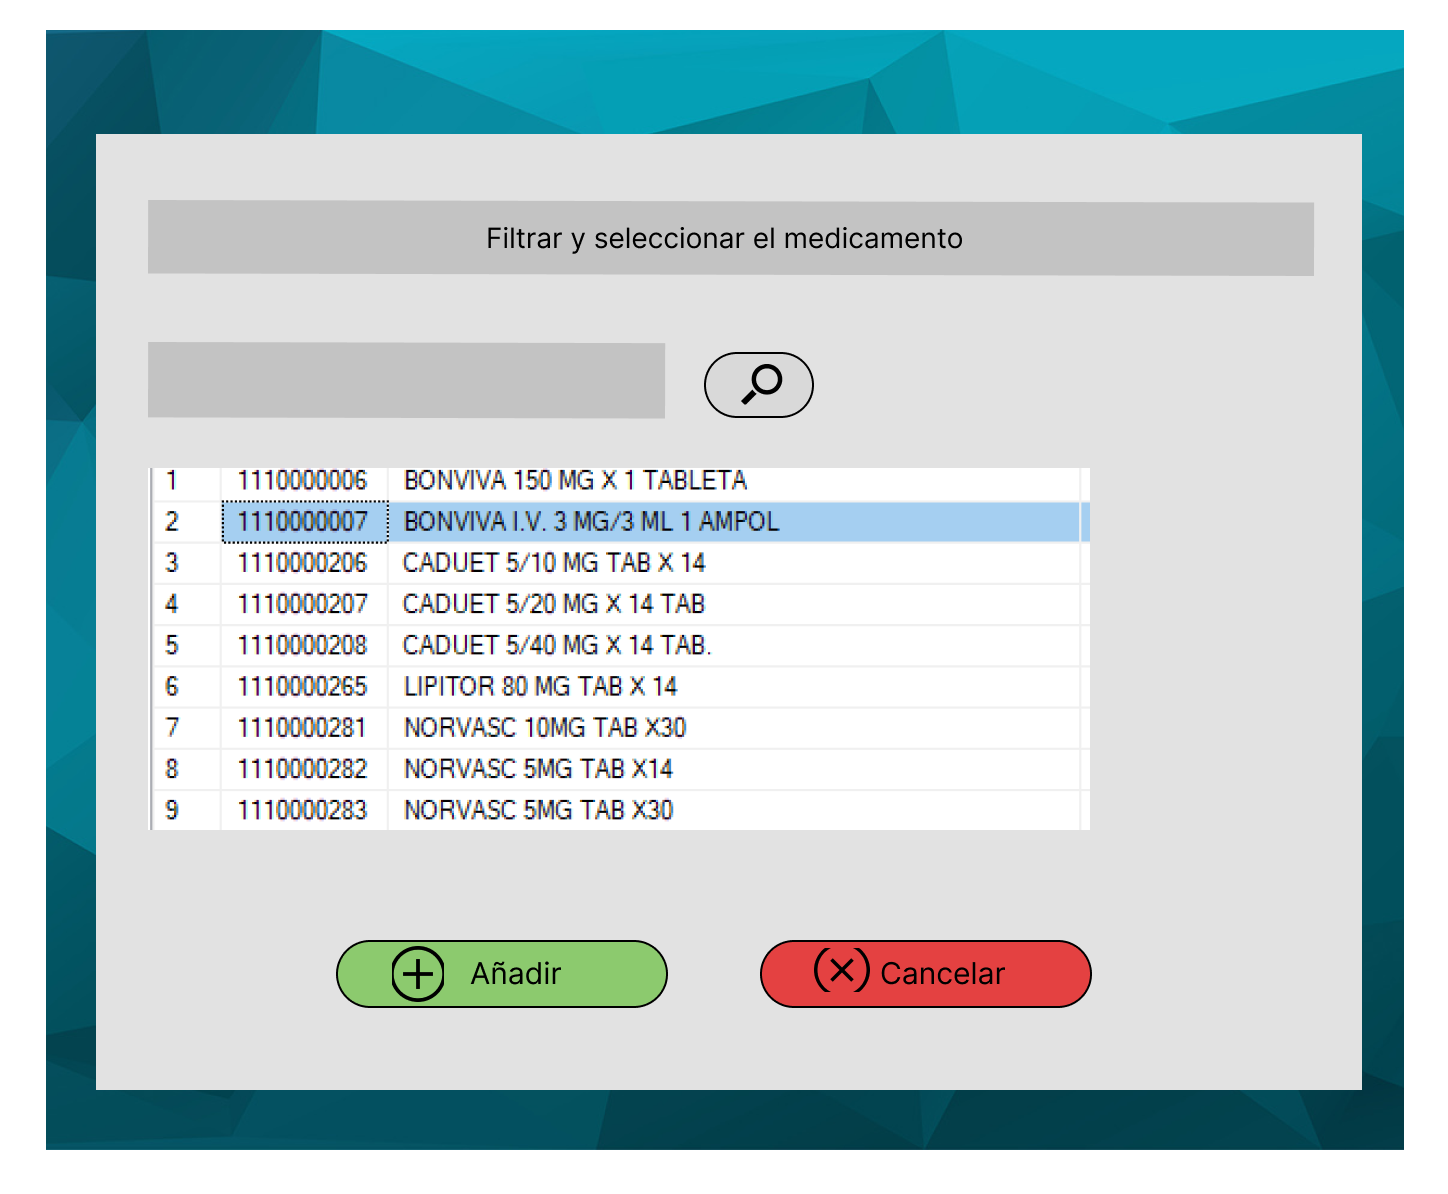 Filtrar y seleccionar el medicamento
1 1110000006 BONVIVA 150 MG X 1 TABLETA
2 1110000007 BONVIVA I.V. 3 MG/3 ML 1 AMPOL
3 1110000206 CADUET 5/10 MG TAB X 14
4 1110000207 CADUET 5/20 MG X 14 TAB
5 1110000208 CADUET 5/40 MG X 14 TAB.
6 1110000265 LIPITOR 80 MG TAB X 14
7 1110000281 NORVASC 10MG TAB X30
8 1110000282 NORVASC 5MG TAB X14
9 1110000283 NORVASC 5MG TAB X30
Añadir Cancelar